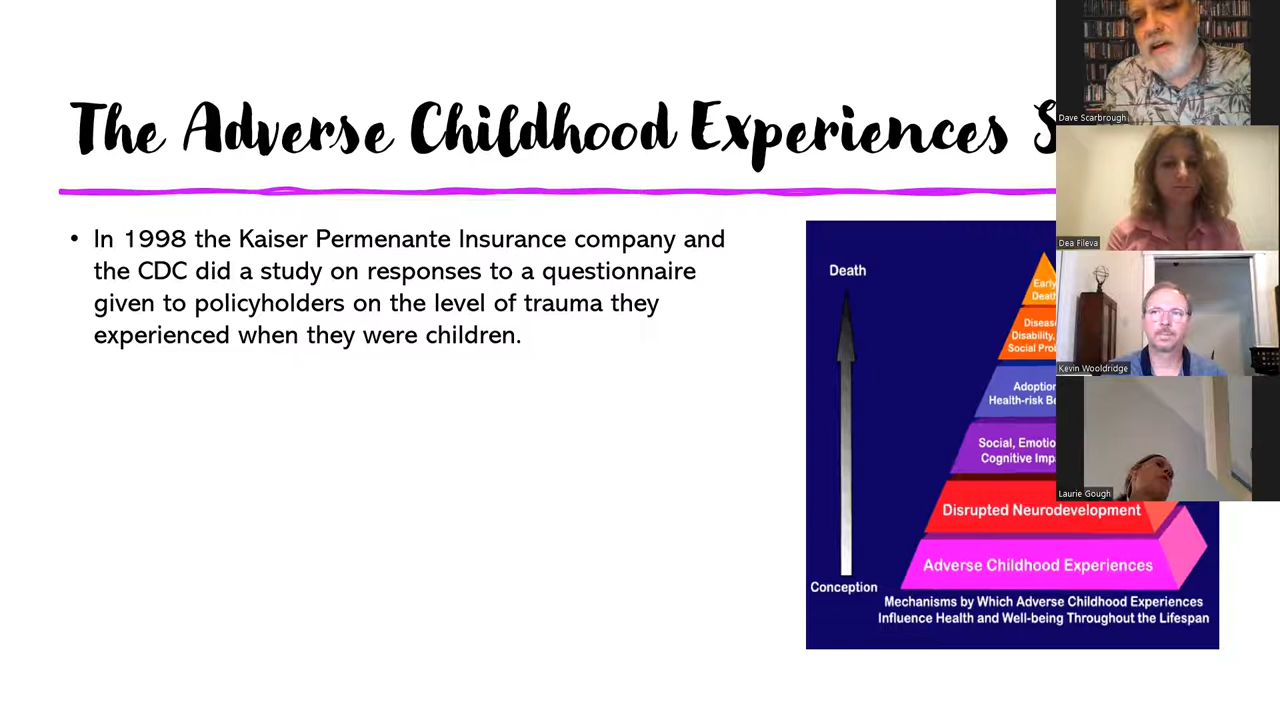 The Adverse Childhood Experiences S
• In 1998 the Kaiser Permenante Insurance company and
the CDC did a study on responses to a questionnaire
given to policyholders on the level of trauma they
experienced when they were children.
Death
Early
Death
Disease
Disability,
Social Prob
Adoption
Health-risk Be
Social, Emotio
Cognitive Impa
Disrupted Neurodevelopment
Adverse Childhood Experiences
Conception
Mechanisms by Which Adverse Childhood Experiences
Influence Health and Well-being Throughout the Lifespan
Dave Scarbrough
Dea Fileva
Kevin Wooldridge
Laurie Gough